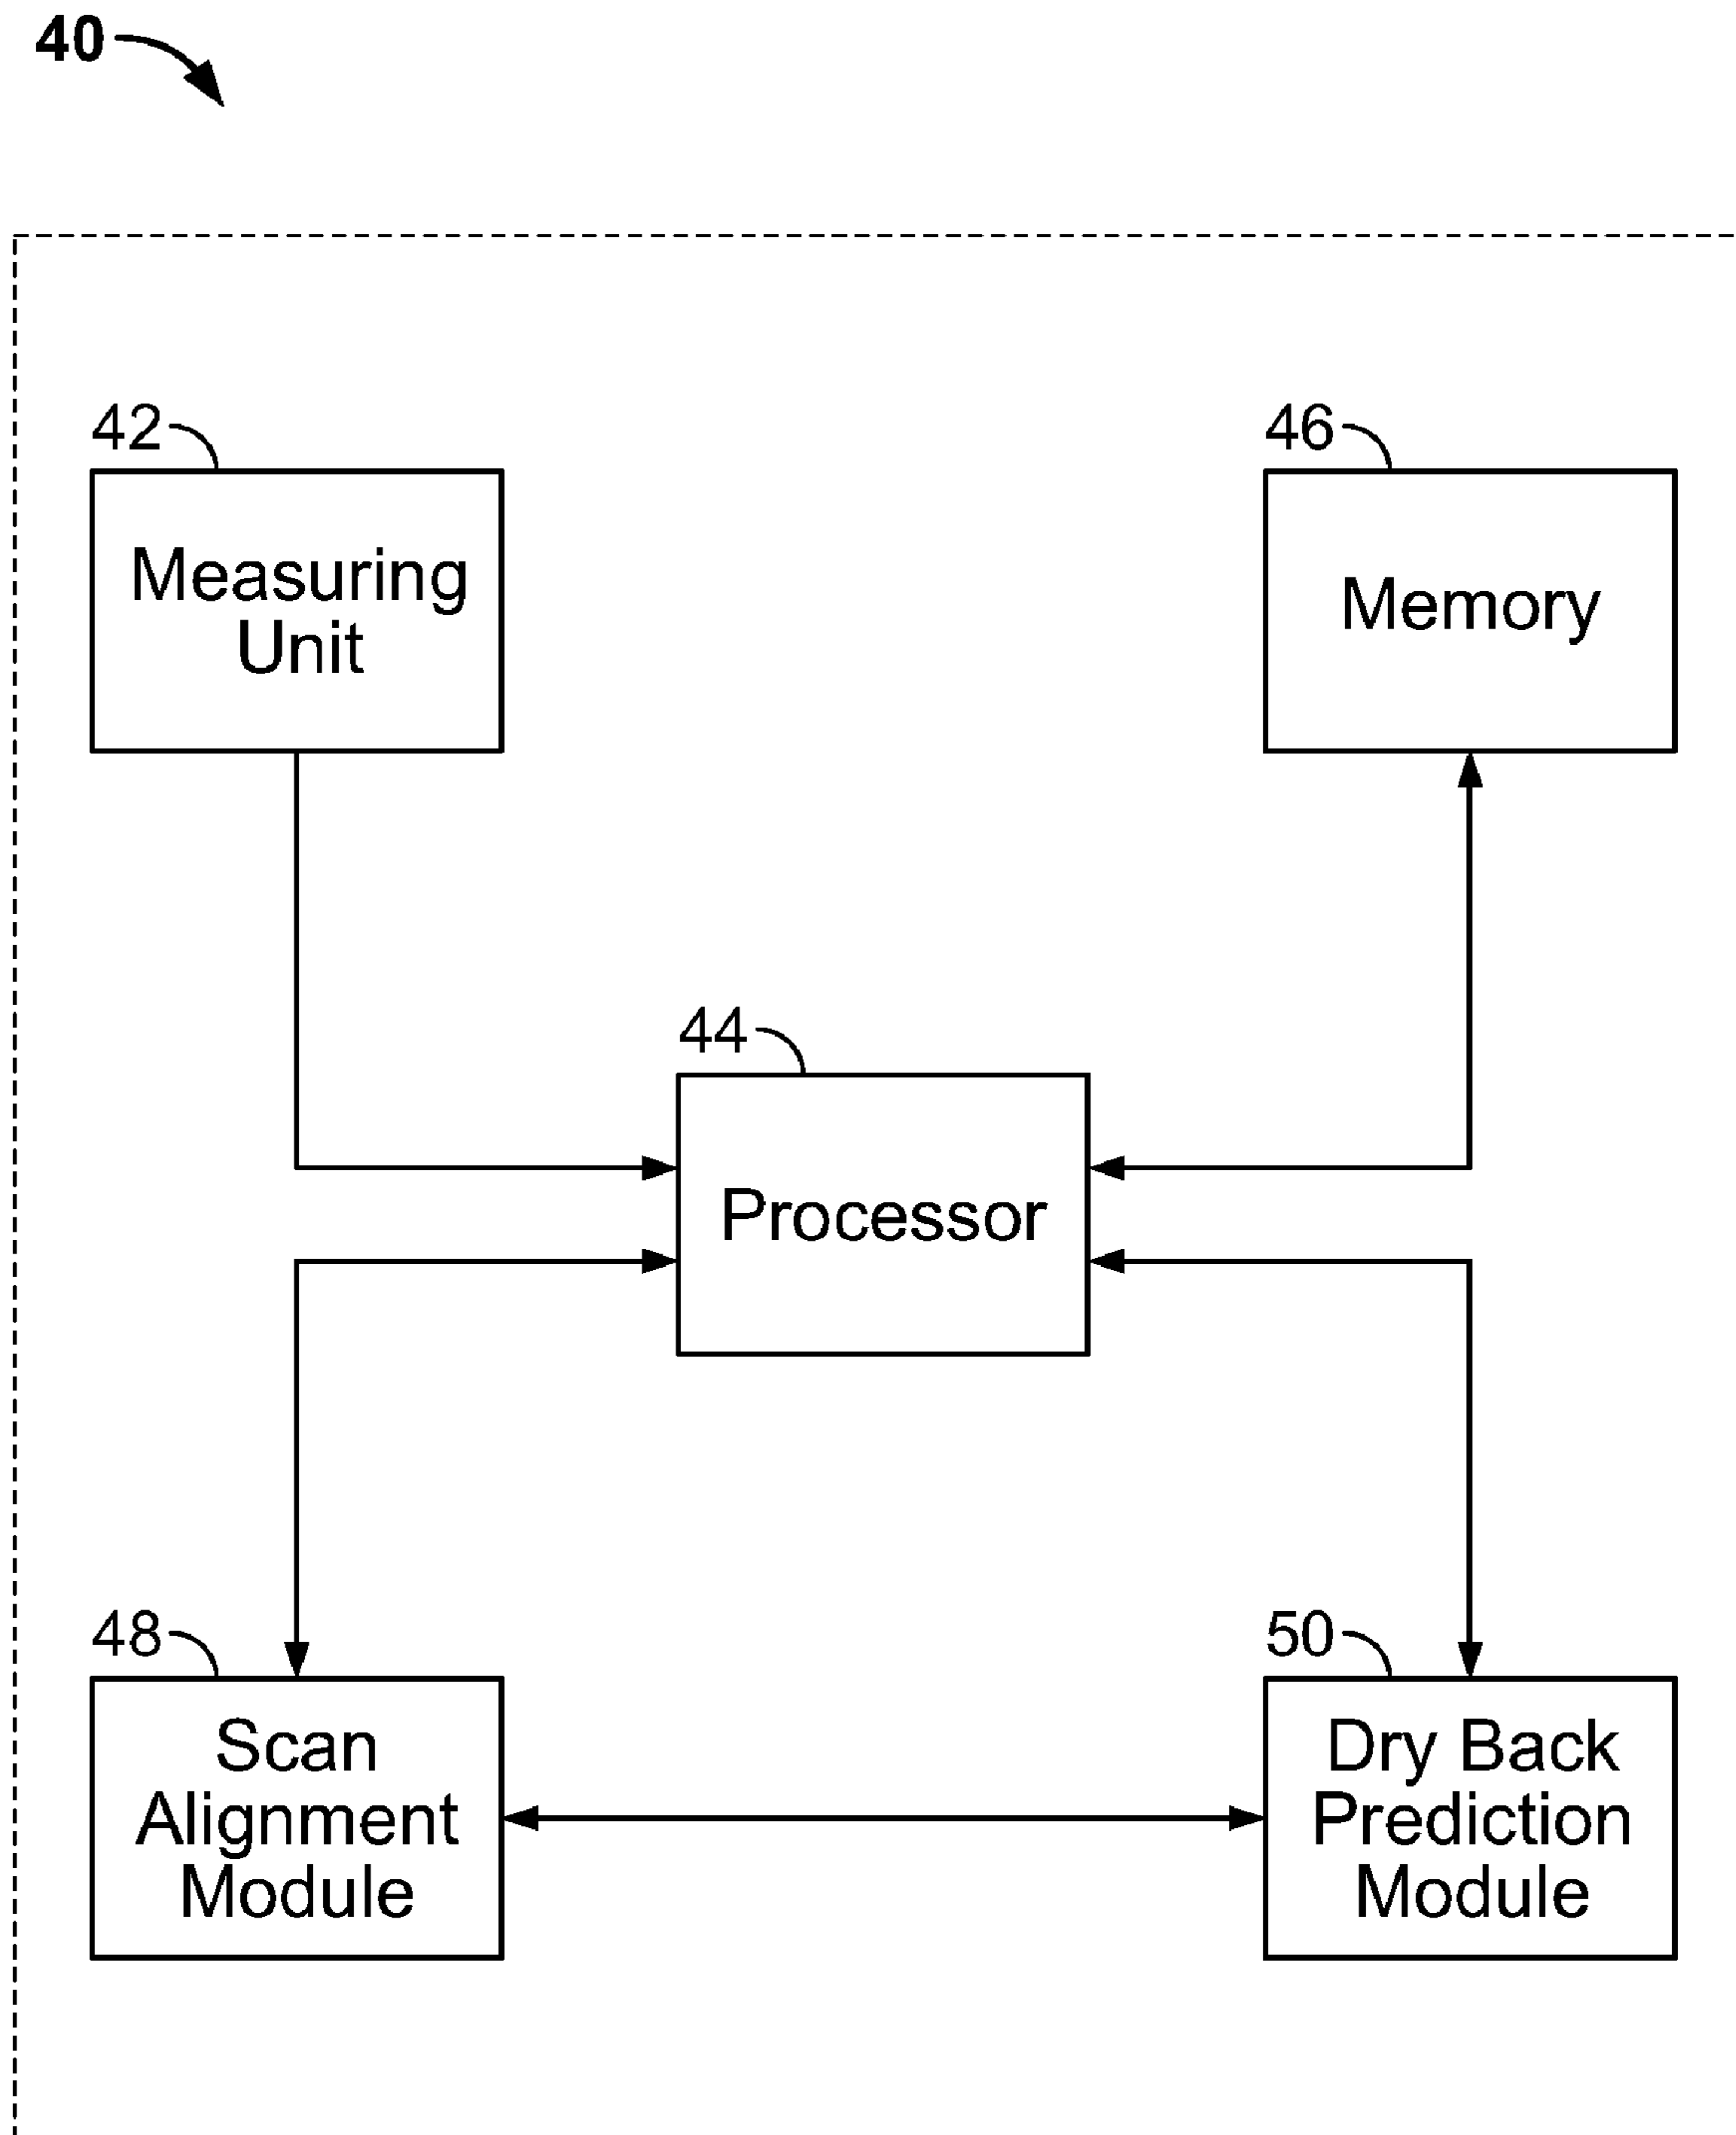 40
42
Measuring
Unit
46
Memory
44
Processor
48
Scan
Alignment
Module
50
Dry Back
Prediction
Module